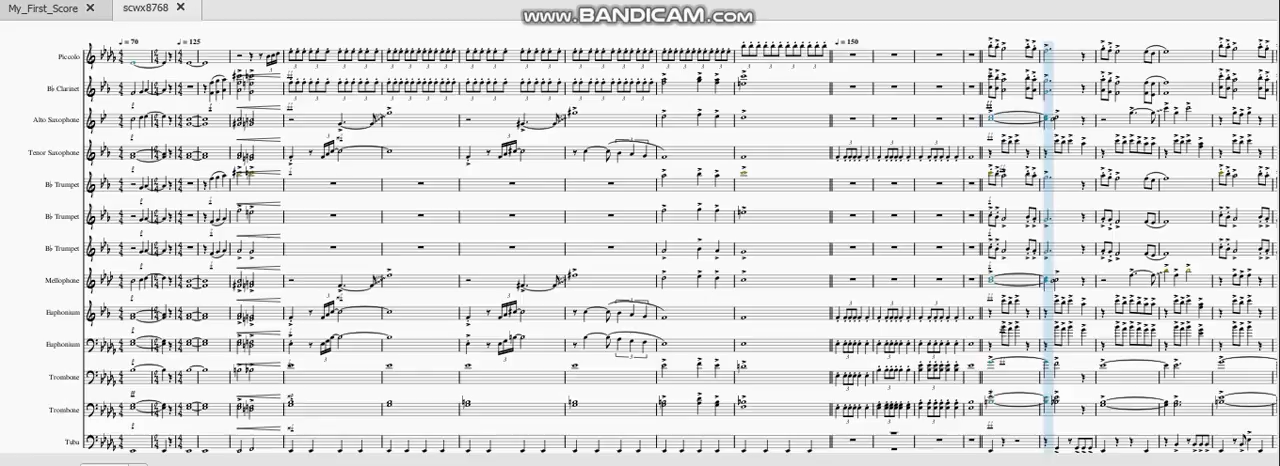 My_First_Score
scwx8768
www.BANDICAM.com
♩ = 70
♩ = 125
♩ = 150
Piccolo
B♭ Clarinet
Alto Saxophone
Tenor Saxophone
B♭ Trumpet
B♭ Trumpet
B♭ Trumpet
Mellophone
Euphonium
Euphonium
Trombone
Trombone
Tuba